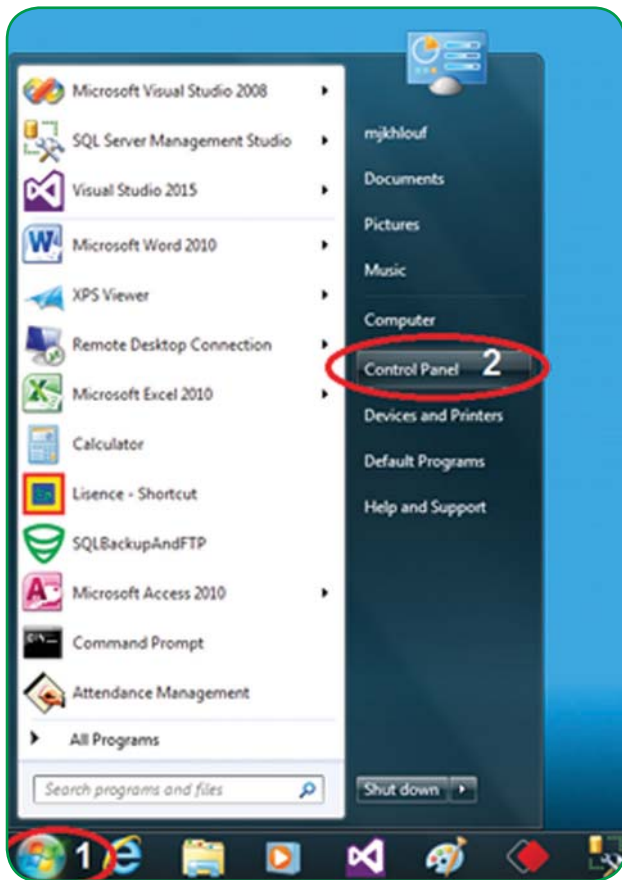 Microsoft Visual Studio 2008
SQL Server Management Studio
Visual Studio 2015
Microsoft Word 2010
XPS Viewer
Remote Desktop Connection
Microsoft Excel 2010
Calculator
Lisence - Shortcut
SQLBackupAndFTP
Microsoft Access 2010
Command Prompt
Attendance Management
All Programs
Search programs and files
mjkhlouf
Documents
Pictures
Music
Computer
Control Panel 2
Devices and Printers
Default Programs
Help and Support
Shut down
1